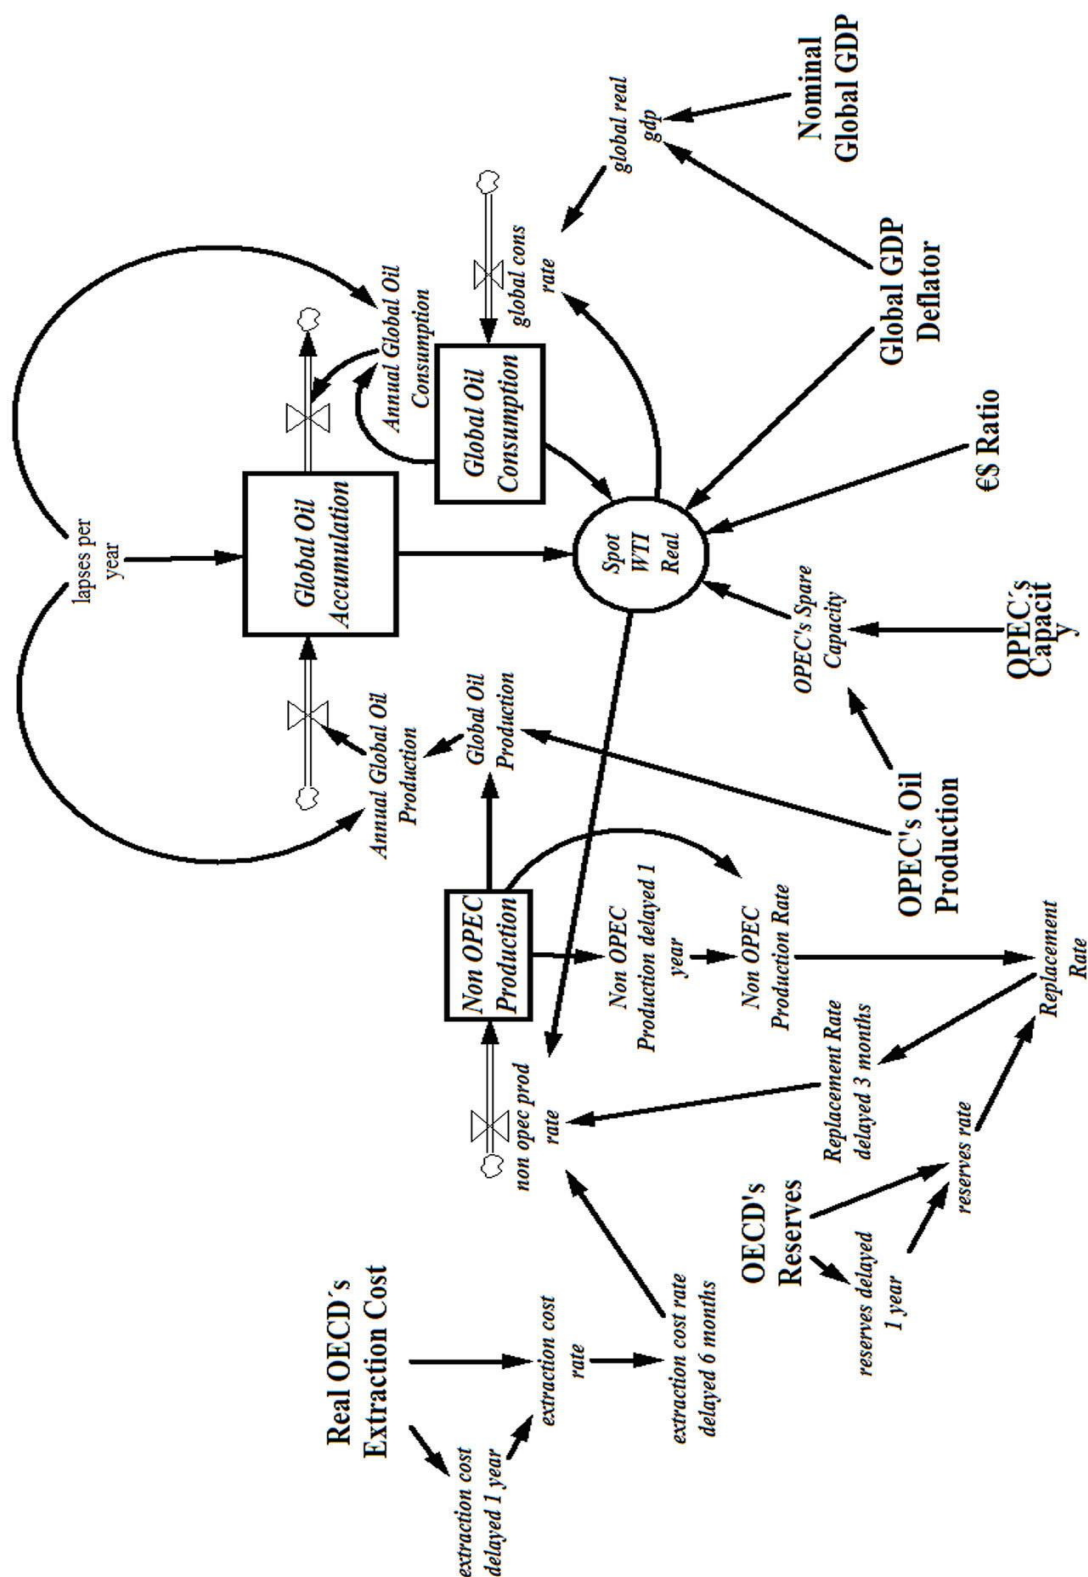 lapses per
year
Real OECD´s
Extraction Cost
extraction cost
delayed 1 year
extraction cost
rate
extraction cost rate
delayed 6 months
non opec prod
rate
Non OPEC
Production
Annual Global Oil
Production
Global Oil
Production
Global Oil
Accumulation
Annual Global Oil
Consumption
Global Oil
Consumption
global cons
rate
global real
gdp
Nominal
Global GDP
Non OPEC
Production delayed 1
year
Non OPEC
Production Rate
Spot
WTI
Real
OECD's
Reserves
reserves delayed
1 year
reserves rate
Replacement Rate
delayed 3 months
Replacement
Rate
OPEC's Oil
Production
OPEC's Spare
Capacity
OPEC´s
Capacit
y
€$ Ratio
Global GDP
Deflator